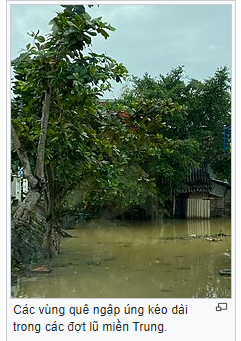 Các vùng quê ngập úng kéo dài
trong các đợt lũ miền Trung.